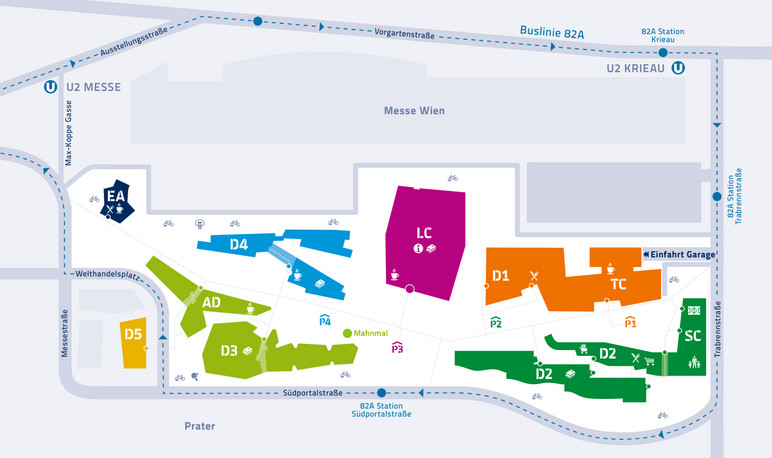 Ausstellungsstraße
Vorgartenstraße
Buslinie 82A
82A Station
Krieau
U2 KRIEAU U
U U2 MESSE
Max-Koppe Gasse
Messe Wien
82A Station
Trabrennstraße
EA
D4
LC
i
Einfahrt Garage
Welthandelsplatz
D1
TC
AD
P4
P2
P1
Mahnmal
P3
D5
D3
D2
D2
SC
Messestraße
Trabrennstraße
Südportalstraße
82A Station
Südportalstraße
Prater